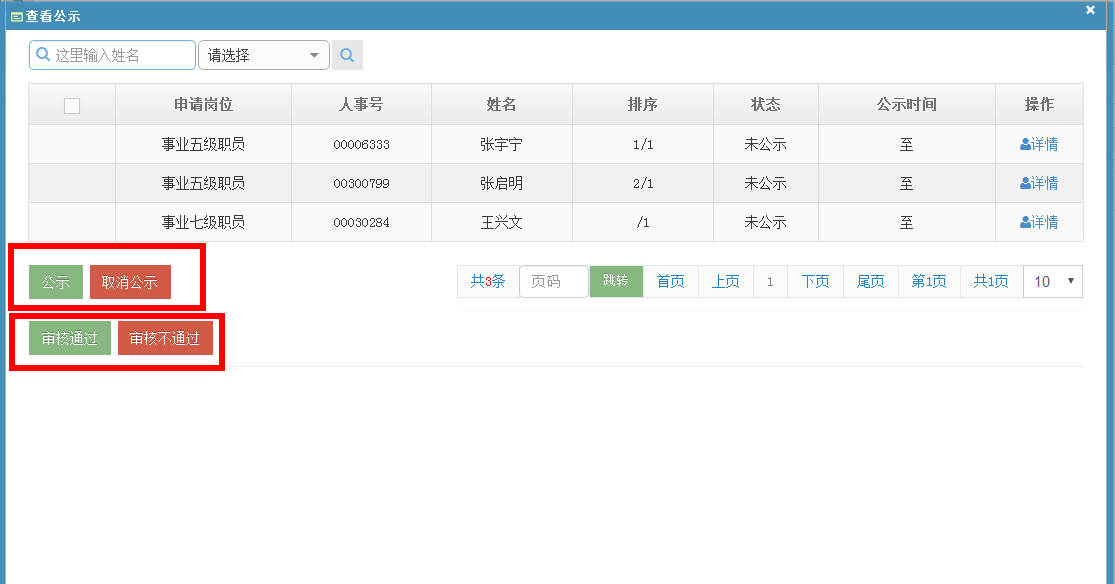 查看公示
这里输入姓名 请选择
申请岗位 人事号 姓名 排序 状态 公示时间 操作
事业五级职员 00006333 张宇宁 1/1 未公示 至 详情
事业五级职员 00300799 张启明 2/1 未公示 至 详情
事业七级职员 00030284 王兴文 /1 未公示 至 详情
公示 取消公示 共3条 页码 跳转 首页 上页 1 下页 尾页 第1页 共1页 10
审核通过 审核不通过